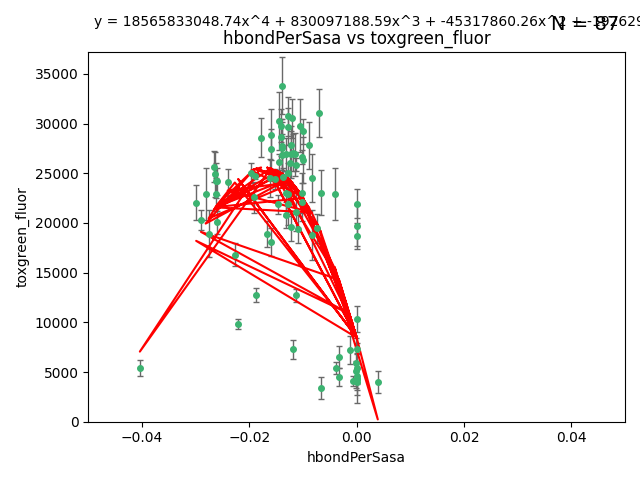 y = 18565833048.74x^4 + 830097188.59x^3 + -45317860.26x^2 +
N = 87
hbondPerSasa vs toxgreen_fluor
35000
30000
25000
20000
15000
10000
5000
0
toxgreen_fluor
−0.04
−0.02
0.00
0.02
0.04
hbondPerSasa